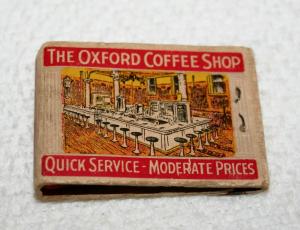 THE OXFORD COFFEE SHOP
QUICK SERVICE - MODERATE PRICES